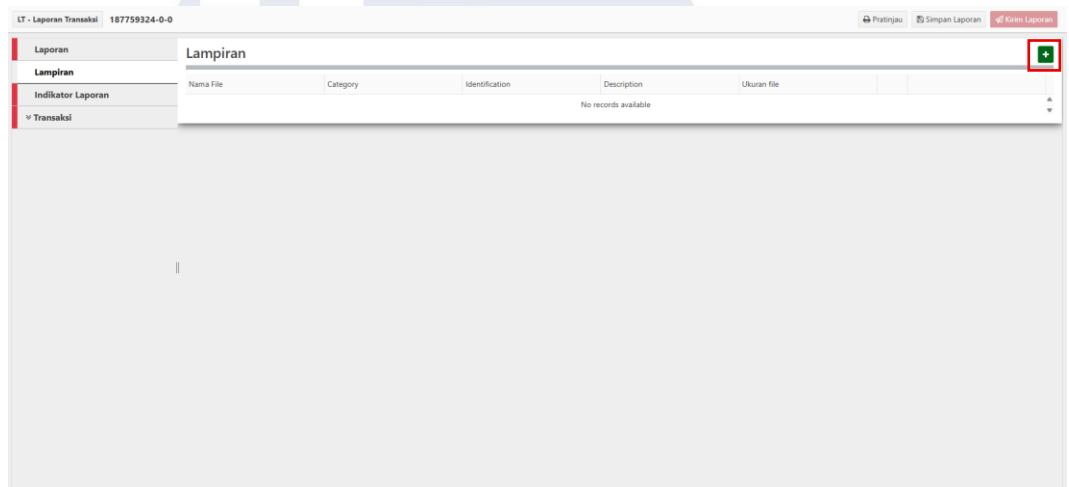 LT - Laporan Transaksi 187759324-0-0 Pratinjau Simpan Laporan Kirim Laporan
Laporan
Lampiran
Indikator Laporan
Transaksi
Lampiran
Nama File Category Identification Description Ukuran file
No records available